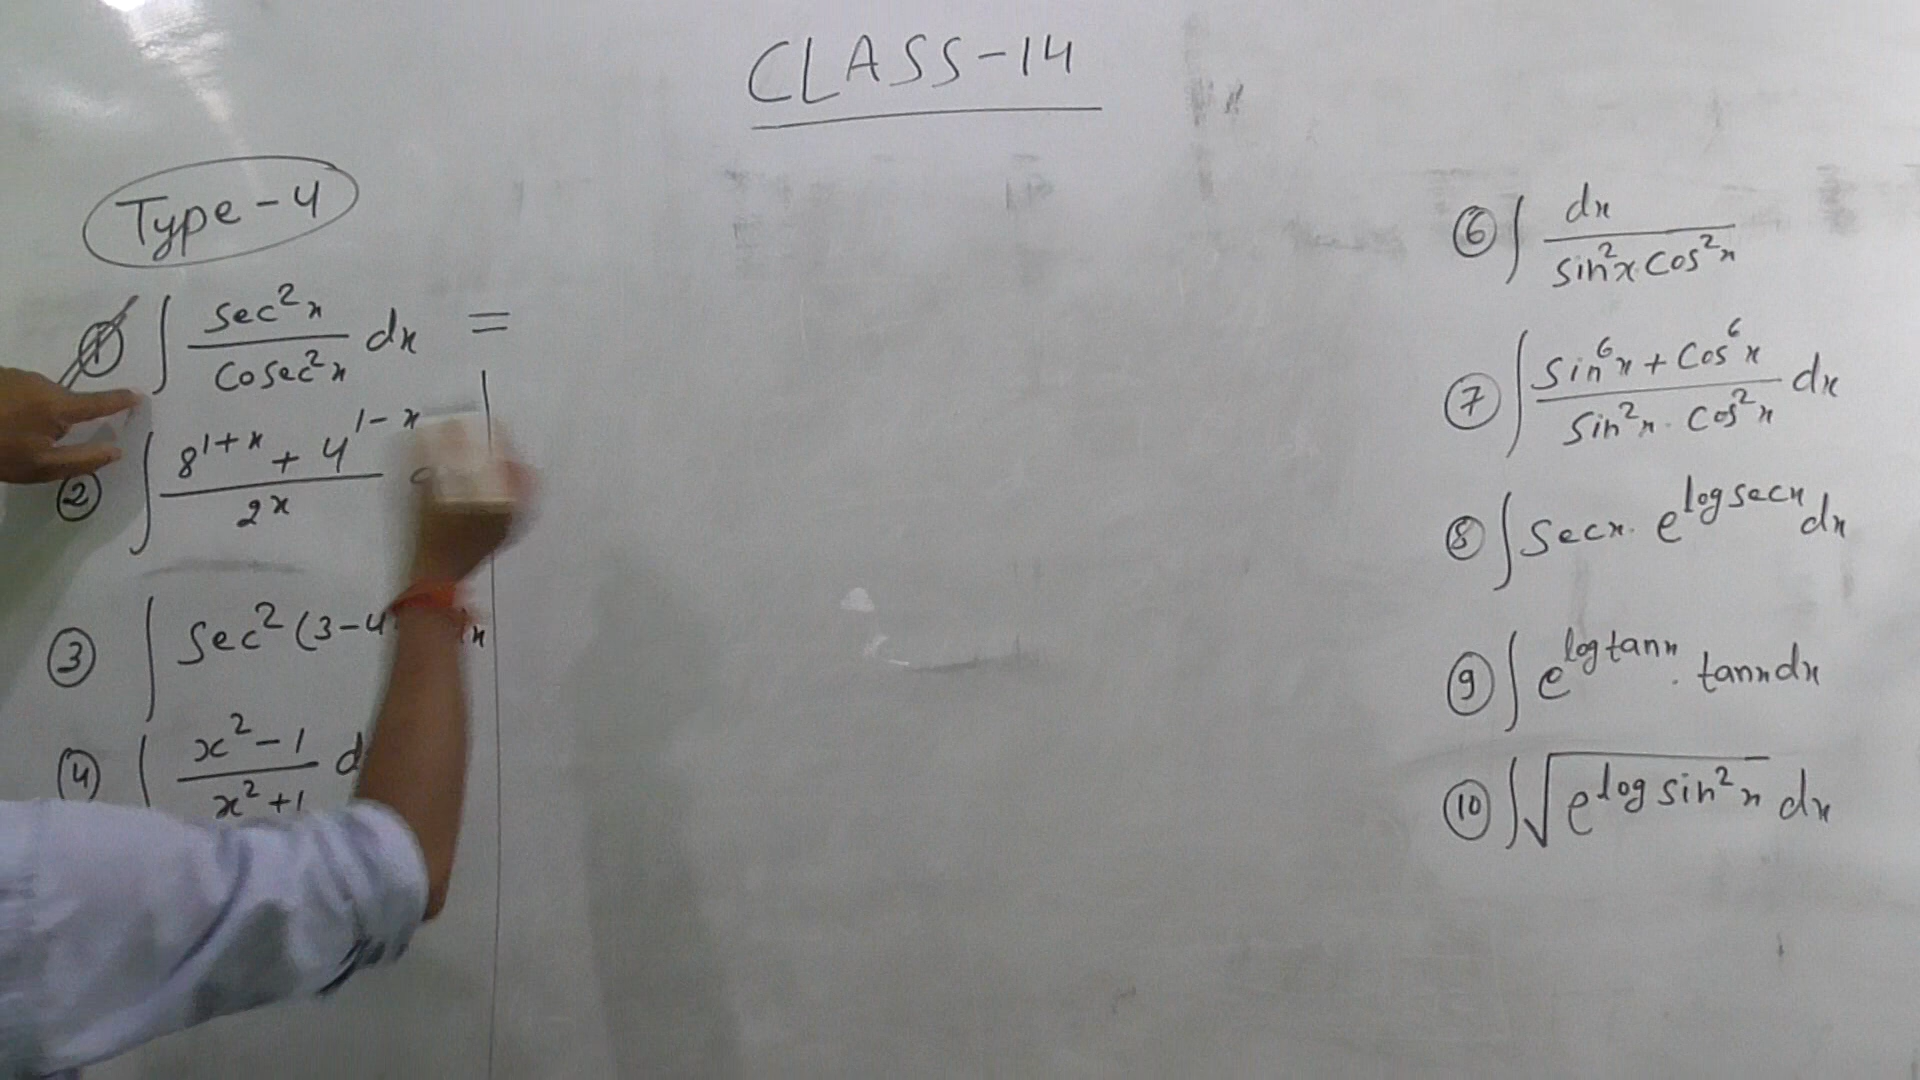 CLASS-14
Type-4
① ∫ sec²x / cosec²x dx =
② ∫ 8^(1+x) + 4^(1-x) / 2^x
③ ∫ sec² (3-4 x
④ ∫ x²-1 / x²+1 d
⑥ ∫ dx / sin²x.cos²x
⑦ ∫ sin⁶x + cos⁶x / sin²x. cos²x dx
⑧ ∫ secx. e^(log secx) dx
⑨ ∫ e^(log tanx) . tanx dx
⑩ ∫ √(e^(log sin²x)) dx